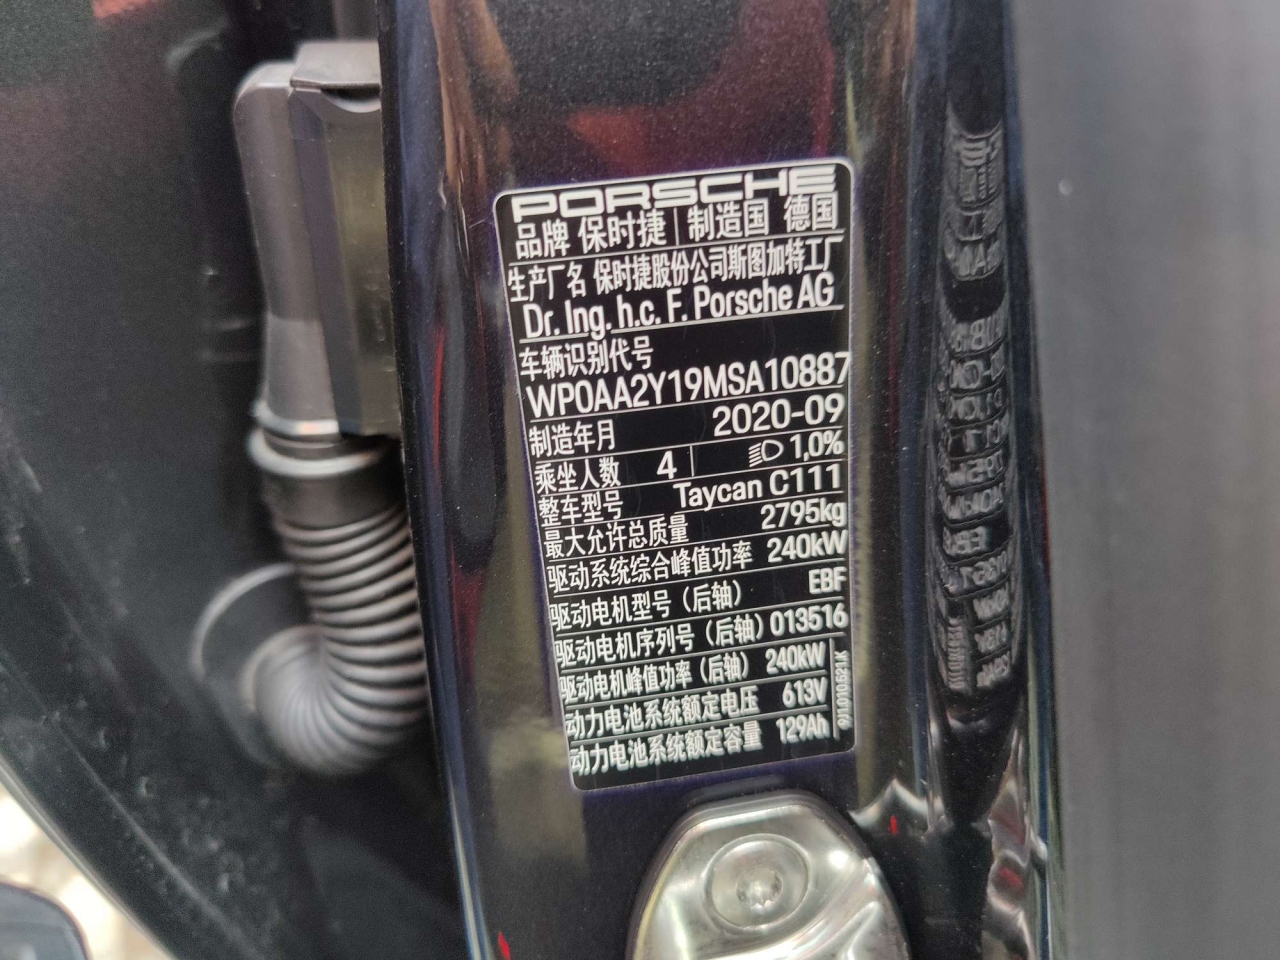 PORSCHE
品牌 保时捷 制造国 德国
生产厂名 保时捷股份公司斯图加特工厂
Dr. Ing. h.c. F. Porsche AG
车辆识别代号
WP0AA2Y19MSA10887
制造年月 2020-09
乘坐人数 4 1,0%
整车型号 Taycan C111
最大允许总质量 2795kg
驱动系统综合峰值功率 240kW
驱动电机型号（后轴） EBF
驱动电机序列号（后轴） 013516
驱动电机峰值功率（后轴） 240kW
动力电池系统额定电压 613V
动力电池系统额定容量 129Ah
9J1.010.521.K